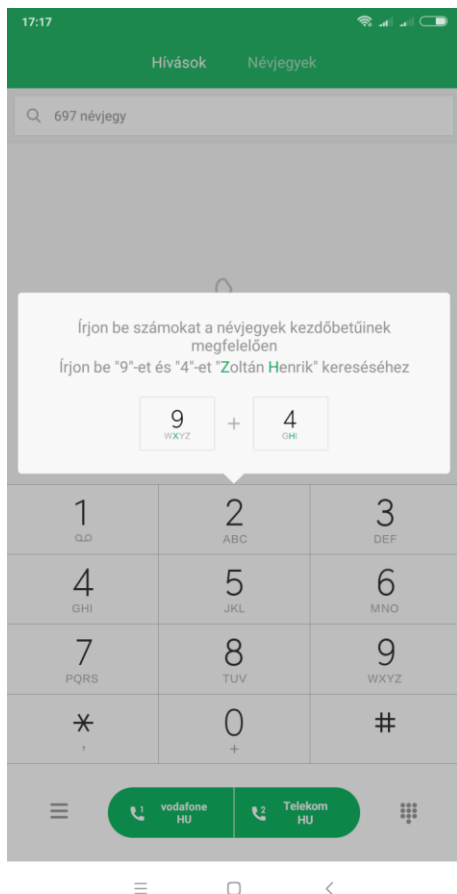 17:17
Hívások Névjegyek
697 névjegy
Írjon be számokat a névjegyek kezdőbetűinek
megfelelően
Írjon be "9"-et és "4"-et "Zoltán Henrik" kereséséhez
9 + 4
WXYZ GHI
1 2 3
ABC DEF
4 5 6
GHI JKL MNO
7 8 9
PQRS TUV WXYZ
* 0 #
, +
1 vodafone HU 2 Telekom HU